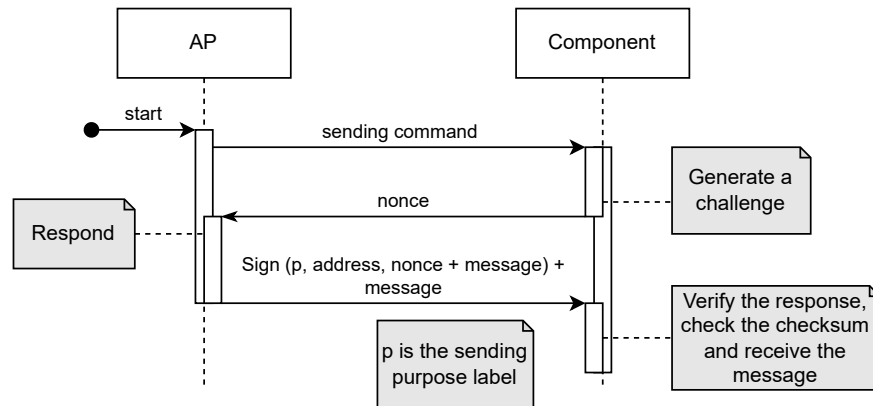 AP
Component
start
sending command
Generate a
challenge
nonce
Respond
Sign (p, address, nonce + message) +
message
Verify the response,
check the checksum
and receive the
message
p is the sending
purpose label